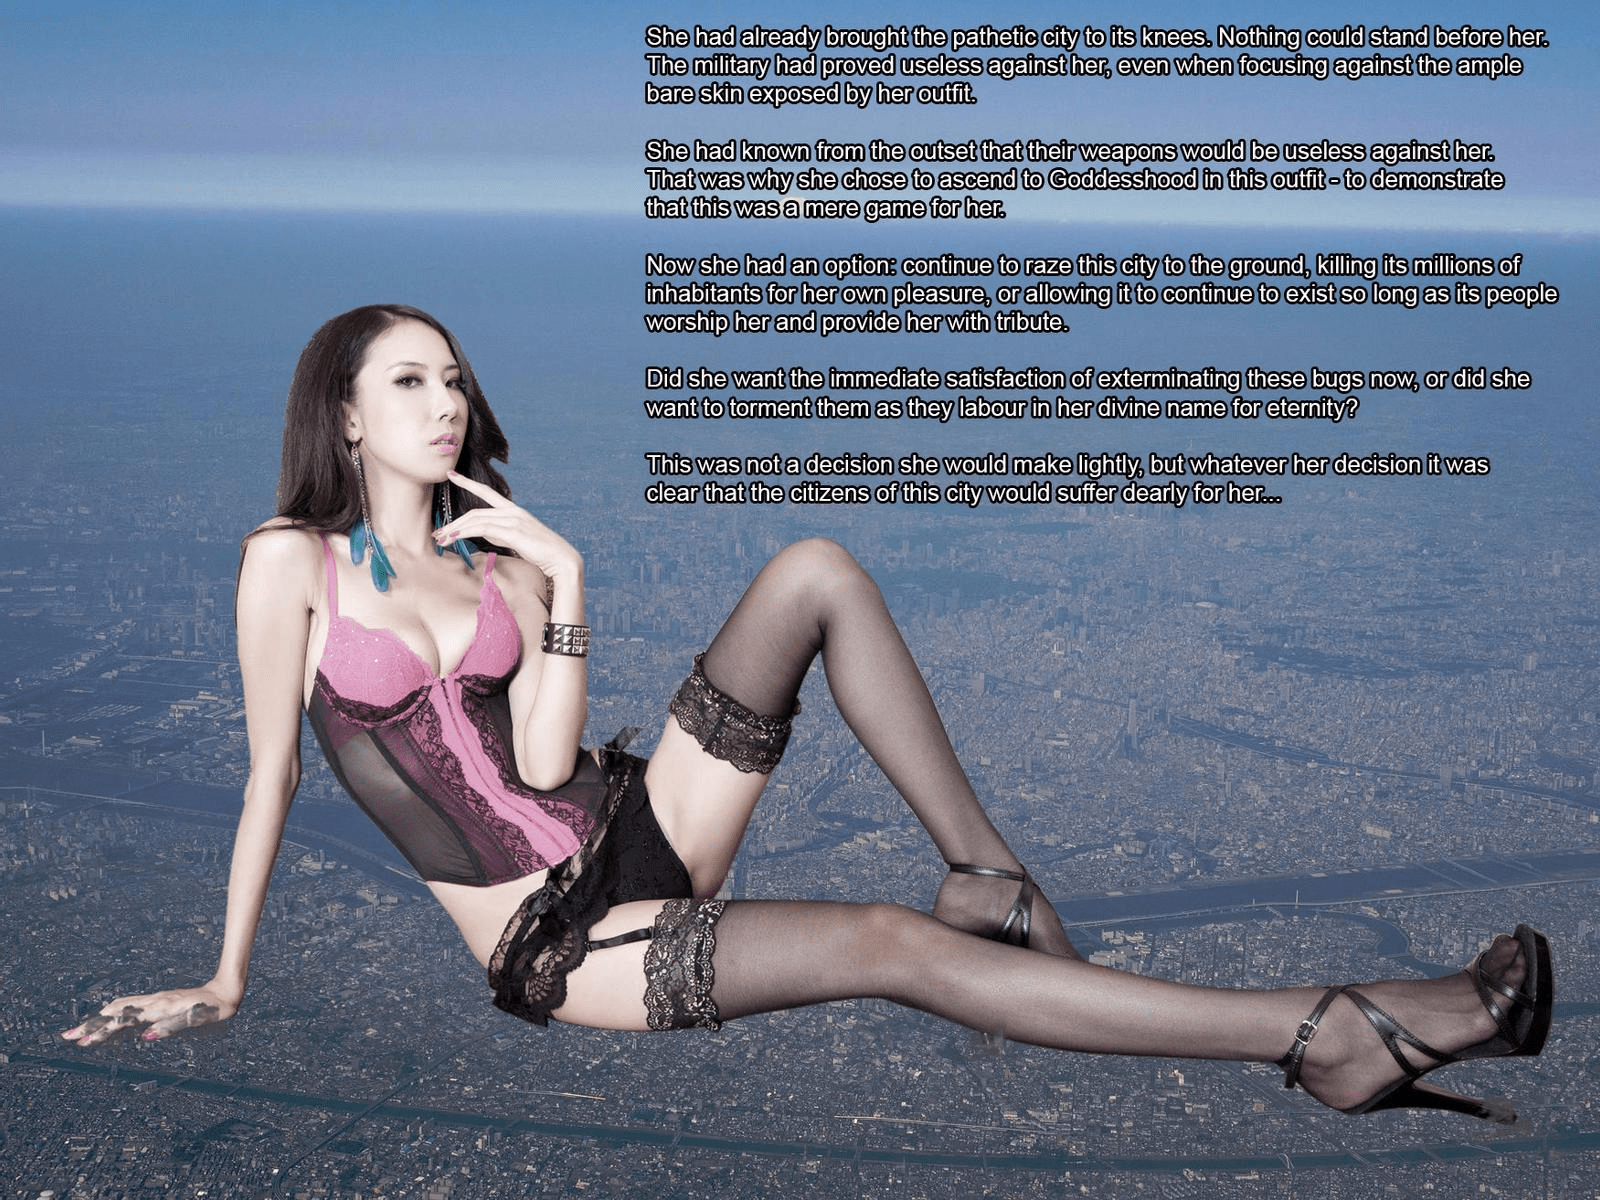 She had already brought the pathetic city to its knees. Nothing could stand before her.
The military had proved useless against her, even when focusing against the ample
bare skin exposed by her outfit.
She had known from the outset that their weapons would be useless against her.
That was why she chose to ascend to Goddesshood in this outfit - to demonstrate
that this was a mere game for her.
Now she had an option: continue to raze this city to the ground, killing its millions of
inhabitants for her own pleasure, or allowing it to continue to exist so long as its people
worship her and provide her with tribute.
Did she want the immediate satisfaction of exterminating these bugs now, or did she
want to torment them as they labour in her divine name for eternity?
This was not a decision she would make lightly, but whatever her decision it was
clear that the citizens of this city would suffer dearly for her...